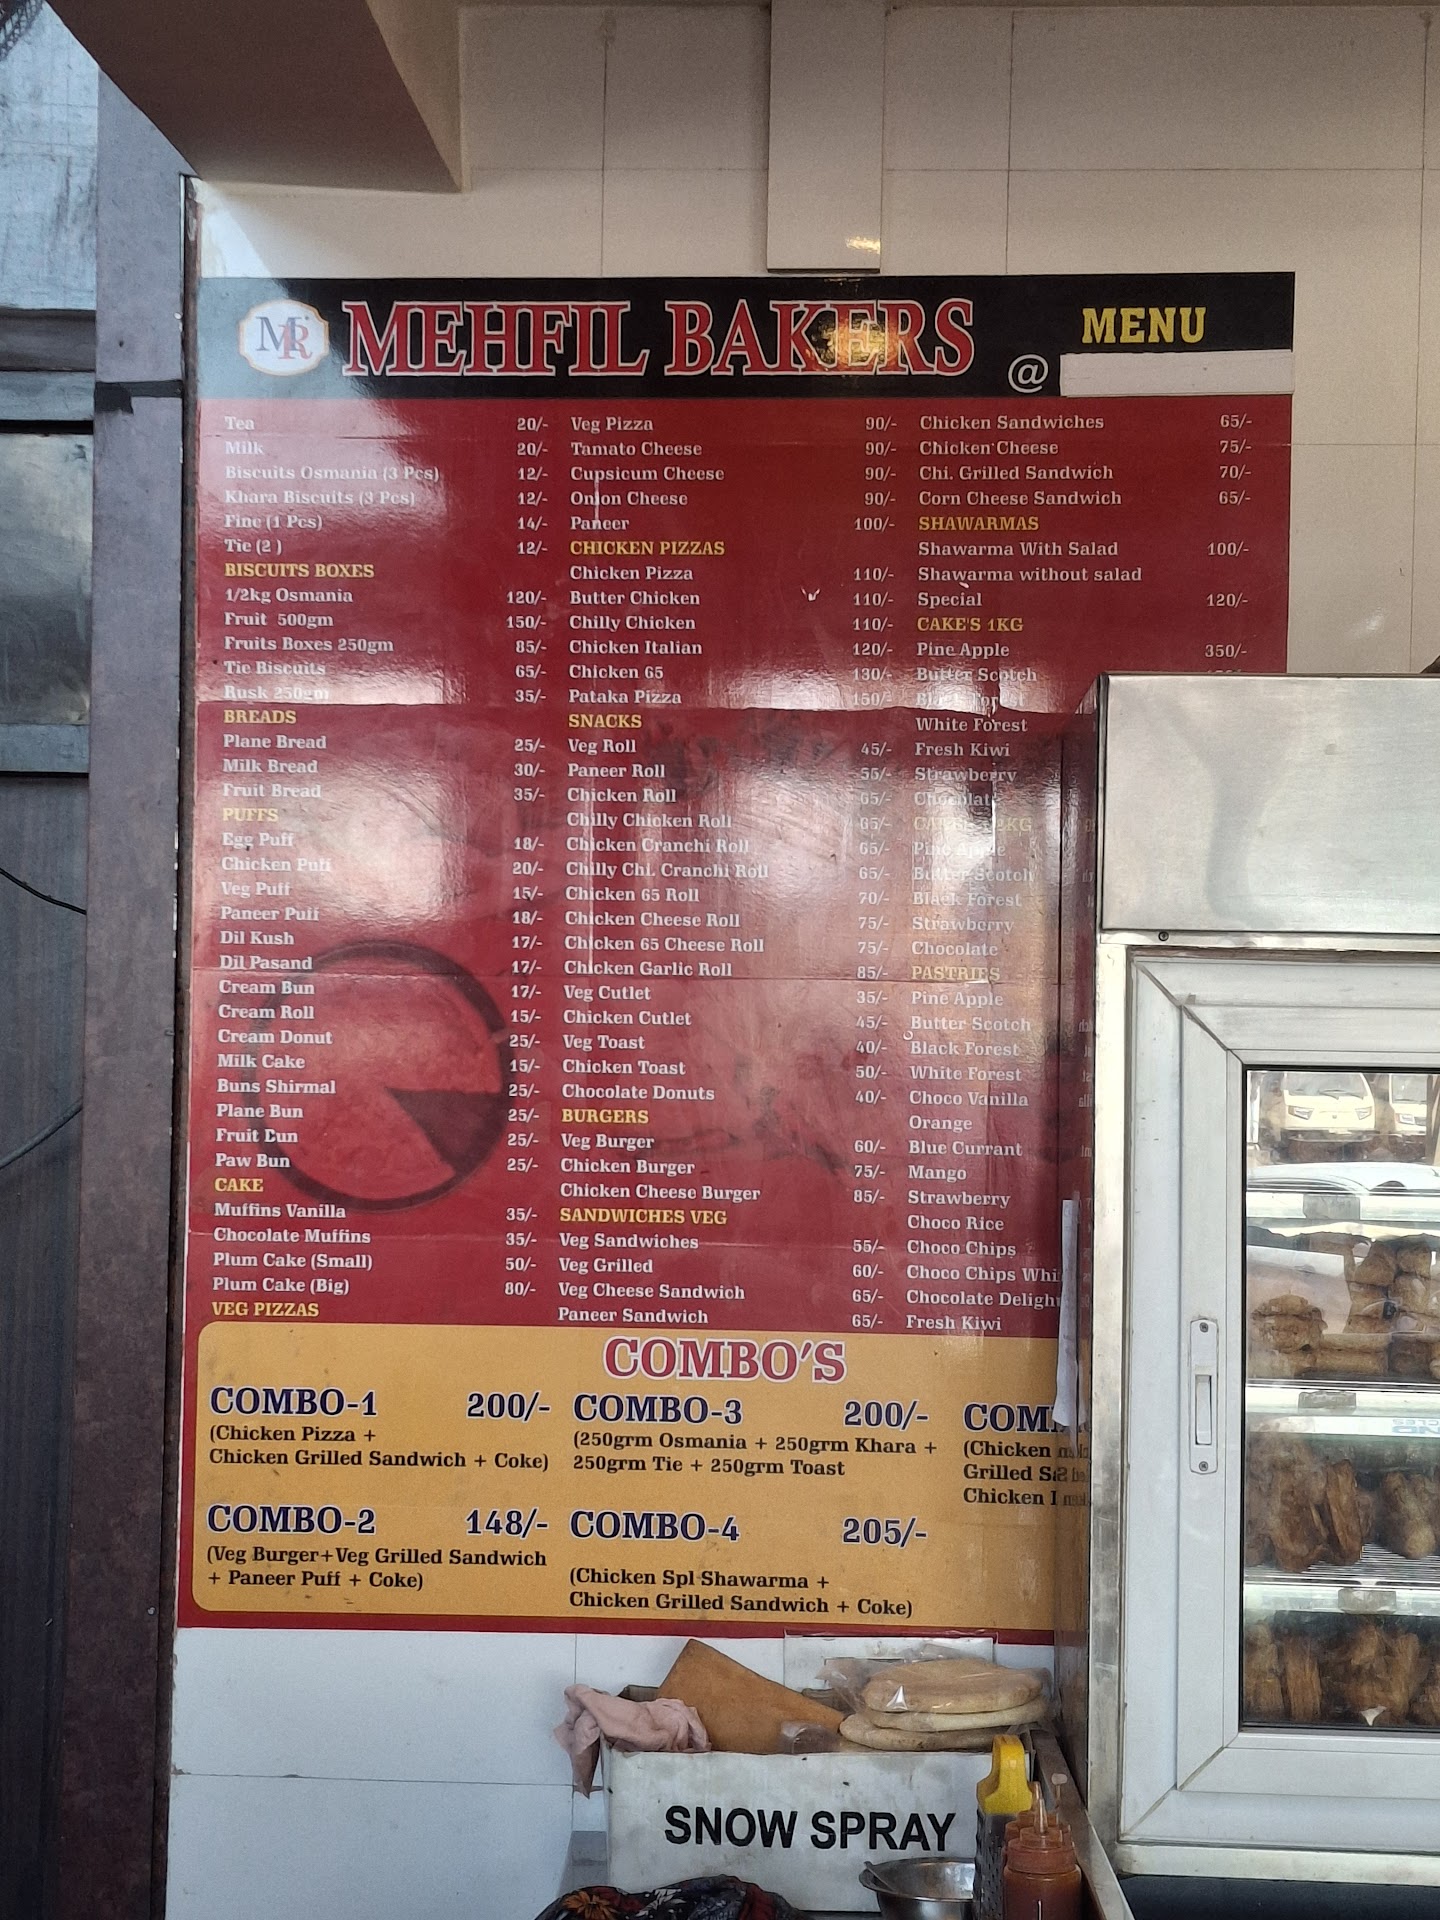 MR MEHFIL BAKERS
MENU
@
Tea 20/-
Milk 20/-
Biscuits Osmania (3 Pcs) 12/-
Khara Biscuits (3 Pcs) 12/-
Fine (1 Pcs) 14/-
Tie (2 ) 12/-
BISCUITS BOXES
1/2kg Osmania 120/-
Fruit 500gm 150/-
Fruits Boxes 250gm 85/-
Tie Biscuits 65/-
Rusk 250gm 35/-
BREADS
Plane Bread 25/-
Milk Bread 30/-
Fruit Bread 35/-
PUFFS
Egg Puff 18/-
Chicken Puff 20/-
Veg Puff 15/-
Paneer Puff 18/-
Dil Kush 17/-
Dil Pasand 17/-
Cream Bun 17/-
Cream Roll 15/-
Cream Donut 25/-
Milk Cake 15/-
Buns Shirmal 25/-
Plane Bun 25/-
Fruit Bun 25/-
Paw Bun 25/-
CAKE
Muffins Vanilla 35/-
Chocolate Muffins 35/-
Plum Cake (Small) 50/-
Plum Cake (Big) 80/-
VEG PIZZAS
Veg Pizza 90/-
Tamato Cheese 90/-
Cupsicum Cheese 90/-
Onion Cheese 90/-
Paneer 100/-
CHICKEN PIZZAS
Chicken Pizza 110/-
Butter Chicken 110/-
Chilly Chicken 110/-
Chicken Italian 120/-
Chicken 65 130/-
Pataka Pizza 150/-
SNACKS
Veg Roll 45/-
Paneer Roll 55/-
Chicken Roll 65/-
Chilly Chicken Roll 65/-
Chicken Cranchi Roll 65/-
Chilly Chi. Cranchi Roll 65/-
Chicken 65 Roll 70/-
Chicken Cheese Roll 75/-
Chicken 65 Cheese Roll 75/-
Chicken Garlic Roll 85/-
Veg Cutlet 35/-
Chicken Cutlet 45/-
Veg Toast 40/-
Chicken Toast 50/-
Chocolate Donuts 40/-
BURGERS
Veg Burger 60/-
Chicken Burger 75/-
Chicken Cheese Burger 85/-
SANDWICHES VEG
Veg Sandwiches 55/-
Veg Grilled 60/-
Veg Cheese Sandwich 65/-
Paneer Sandwich 65/-
Chicken Sandwiches 65/-
Chicken Cheese 75/-
Chi. Grilled Sandwich 70/-
Corn Cheese Sandwich 65/-
SHAWARMAS
Shawarma With Salad 100/-
Shawarma without salad
Special 120/-
CAKE'S 1KG
Pine Apple 350/-
Butter Scotch
Black Forest
White Forest
Fresh Kiwi
Strawberry
Chocolate
Pine Apple
Butter Scotch
Black Forest
Strawberry
Chocolate
PASTRIES
Pine Apple
Butter Scotch
Black Forest
White Forest
Choco Vanilla
Orange
Blue Currant
Mango
Strawberry
Choco Rice
Choco Chips
Choco Chips
Chocolate
Fresh Kiwi
COMBO'S
COMBO-1 200/-
(Chicken Pizza +
Chicken Grilled Sandwich + Coke)
COMBO-2 148/-
(Veg Burger+Veg Grilled Sandwich
+ Paneer Puff + Coke)
COMBO-3 200/-
(250grm Osmania + 250grm Khara +
250grm Tie + 250grm Toast
COMBO-4 205/-
(Chicken Spl Shawarma +
Chicken Grilled Sandwich + Coke)
(Chicken
Grilled
Chicken
SNOW SPRAY